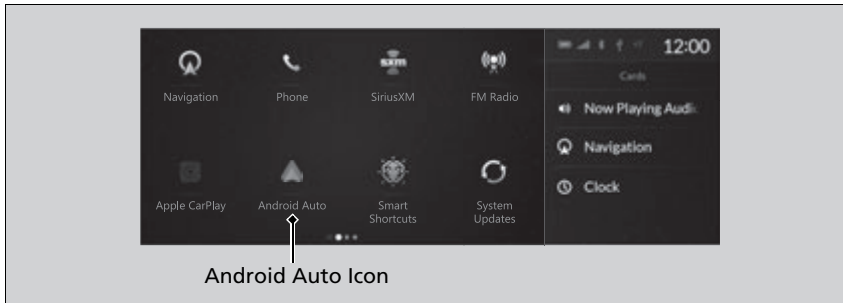 12:00
Cards
Navigation
Phone
SiriusXM
FM Radio
Now Playing Audi
Navigation
Clock
Apple CarPlay
Android Auto
Smart
Shortcuts
System
Updates
Android Auto Icon